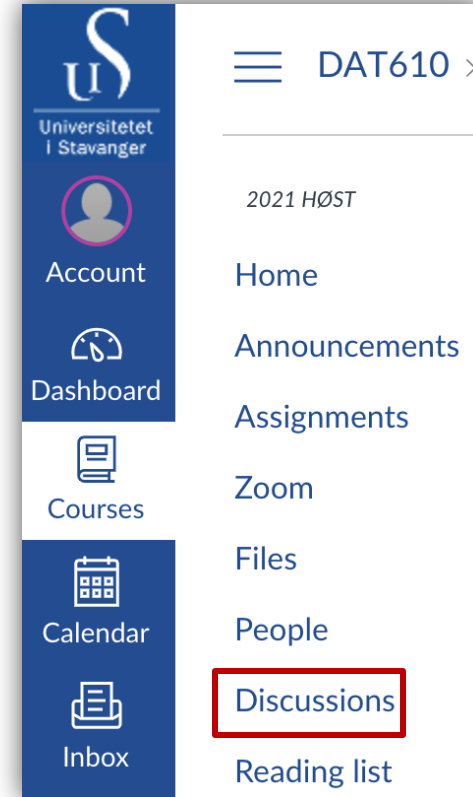 uS
Universitetet
i Stavanger
Account
Dashboard
Courses
Calendar
Inbox
DAT610
2021 HØST
Home
Announcements
Assignments
Zoom
Files
People
Discussions
Reading list